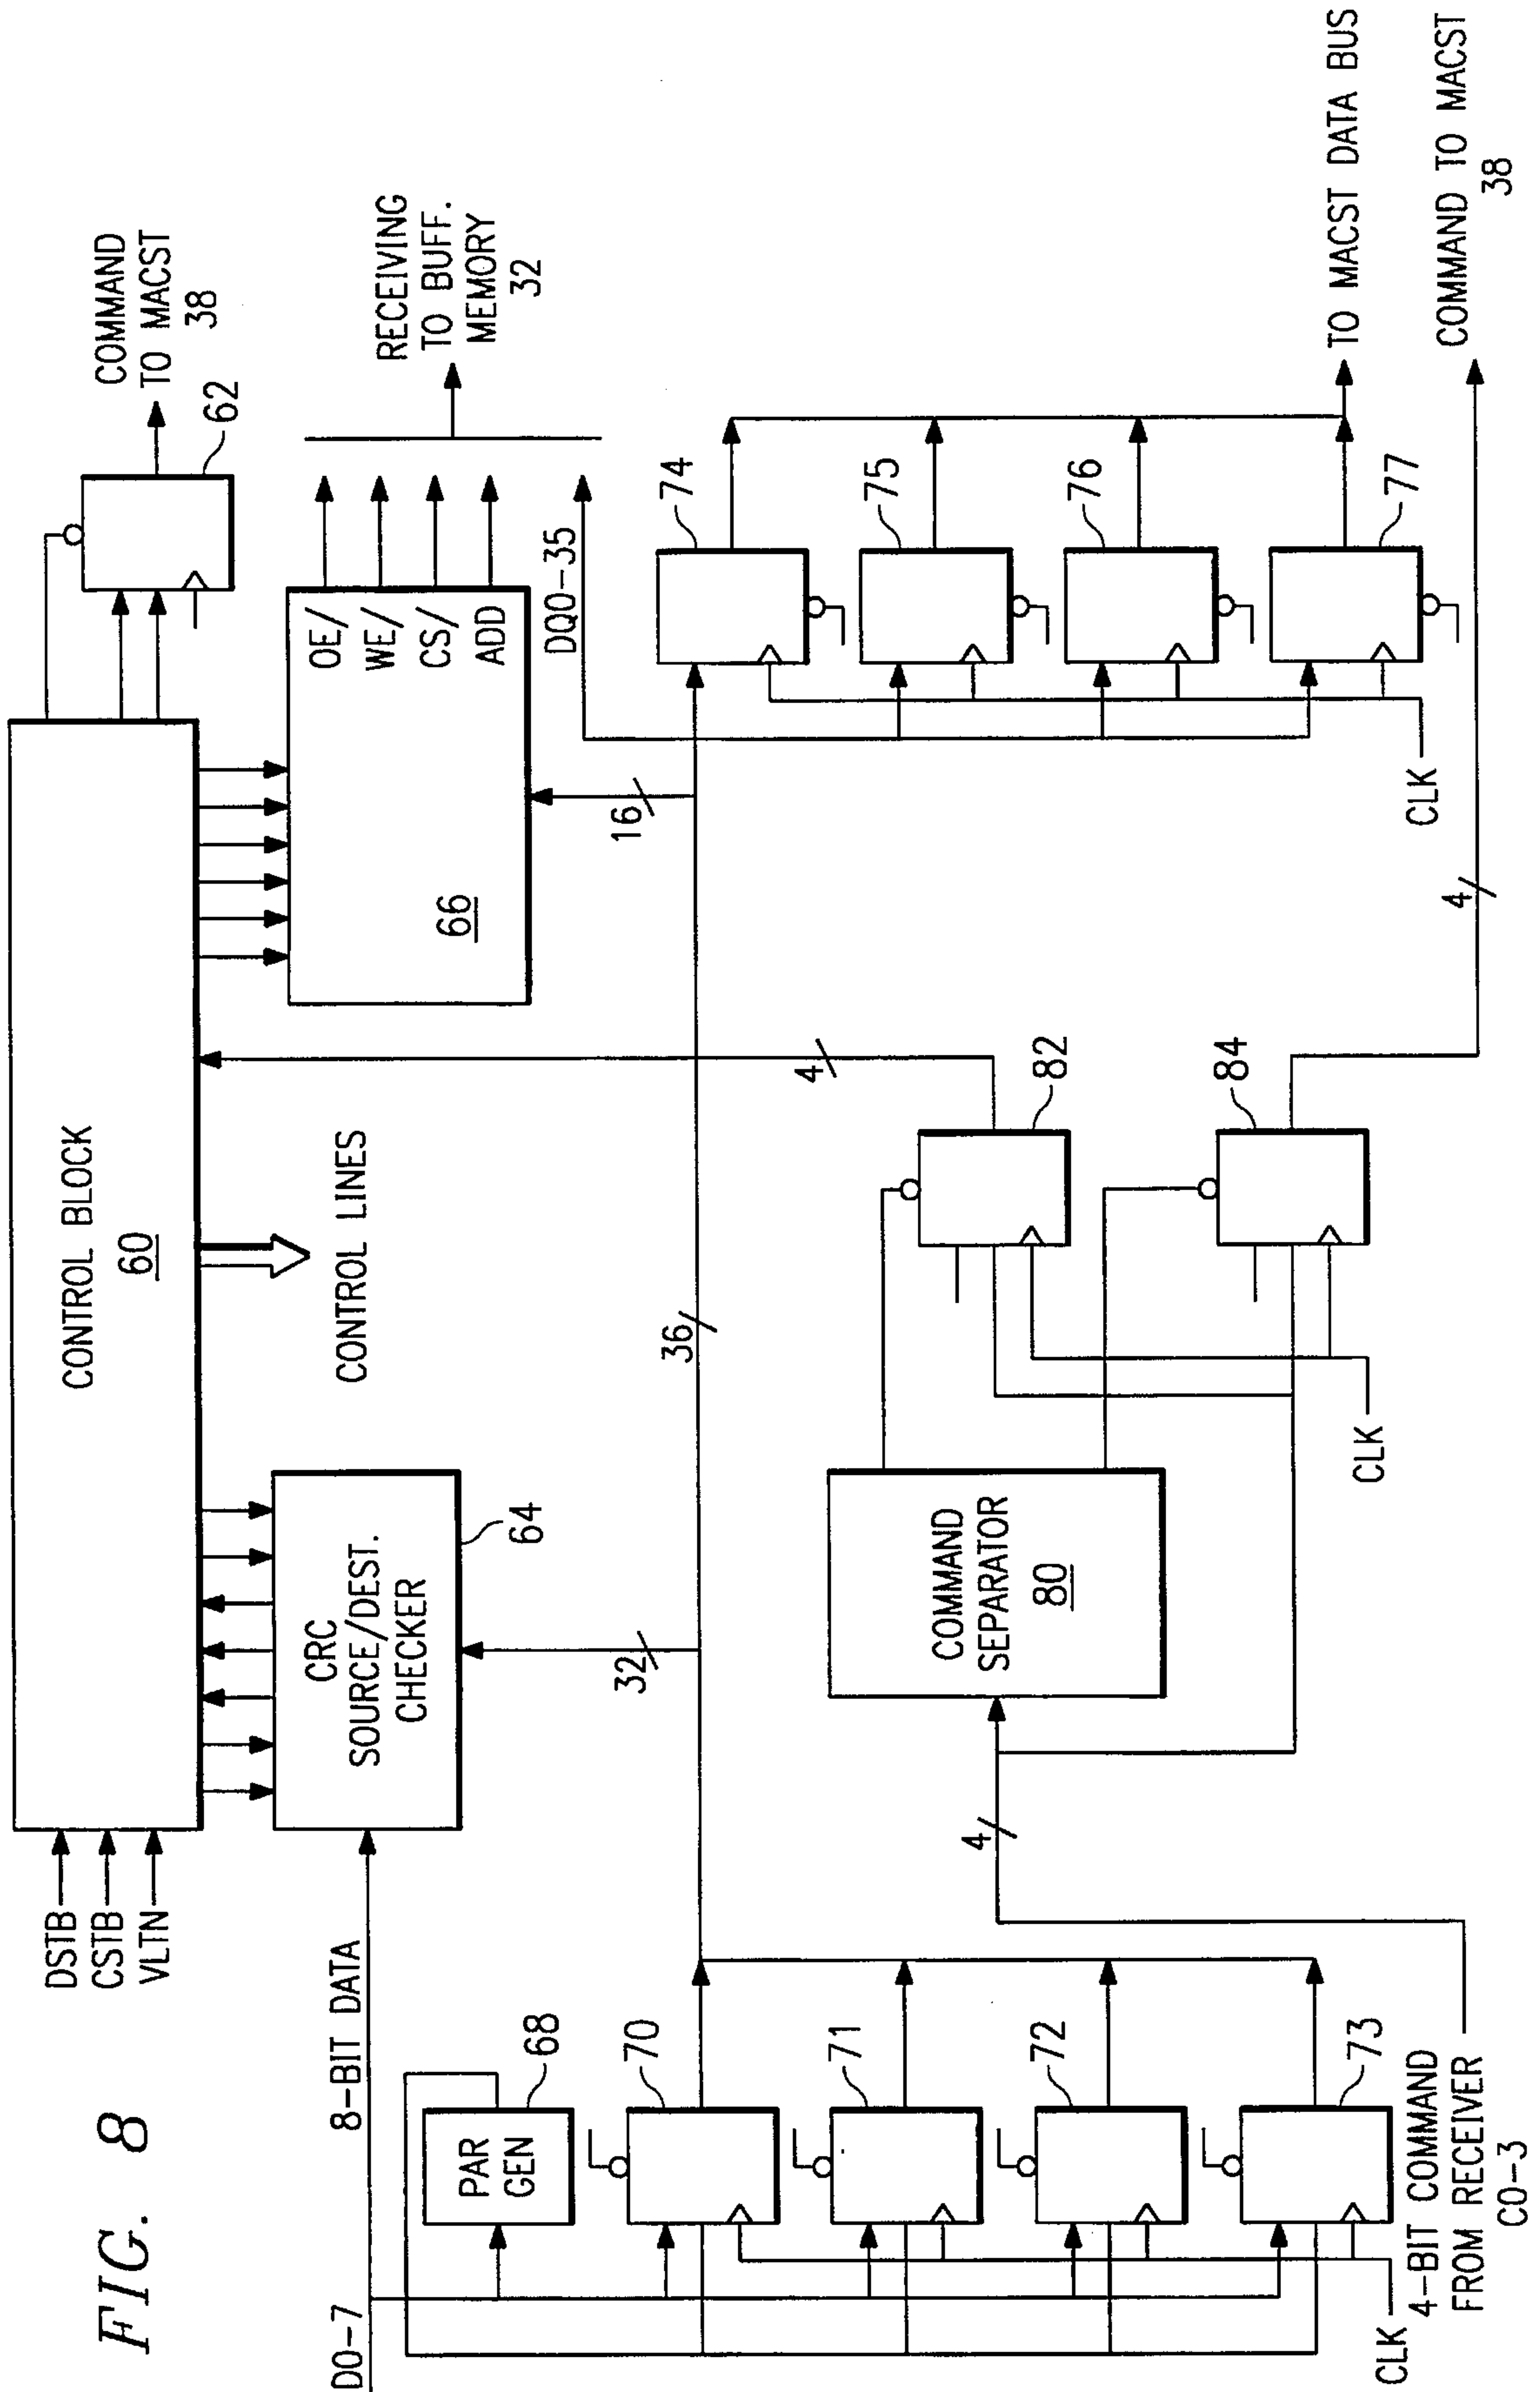 FIG. 8
DSTB
CSTB
VLTN
CONTROL BLOCK
60
COMMAND
TO MACST
38
62
D0-7
8-BIT DATA
CRC
SOURCE/DEST.
CHECKER
64
CONTROL LINES
66
OE/
WE/
CS/
ADD
RECEIVING
TO BUFF.
MEMORY
32
DQ0-35
PAR
GEN
68
32
36
16
70
71
72
73
CLK
4
COMMAND
SEPARATOR
80
4
82
84
CLK
74
75
76
77
CLK
TO MACST DATA BUS
4
COMMAND TO MACST
38
4-BIT COMMAND
FROM RECEIVER
C0-3